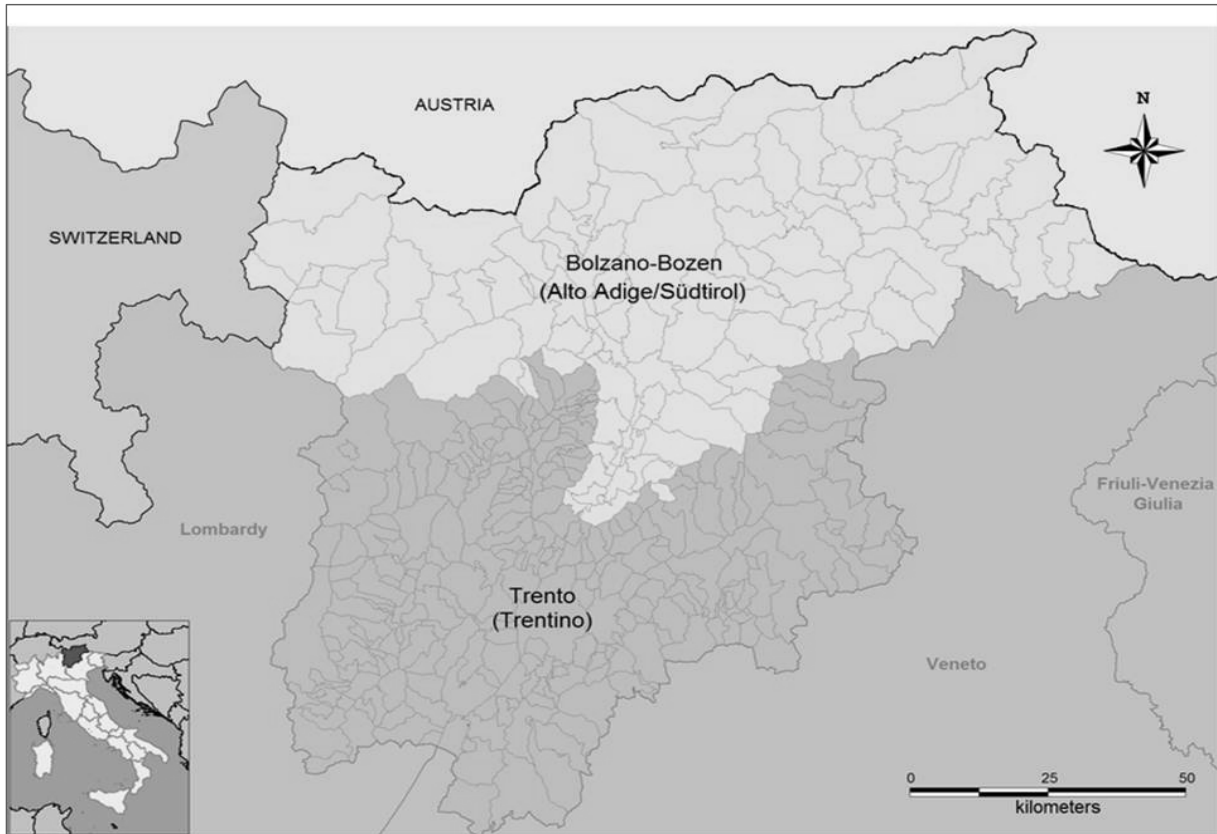 AUSTRIA
N
SWITZERLAND
Bolzano-Bozen
(Alto Adige/Südtirol)
Friuli-Venezia
Giulia
Lombardy
Trento
(Trentino)
Veneto
0 25 50
kilometers